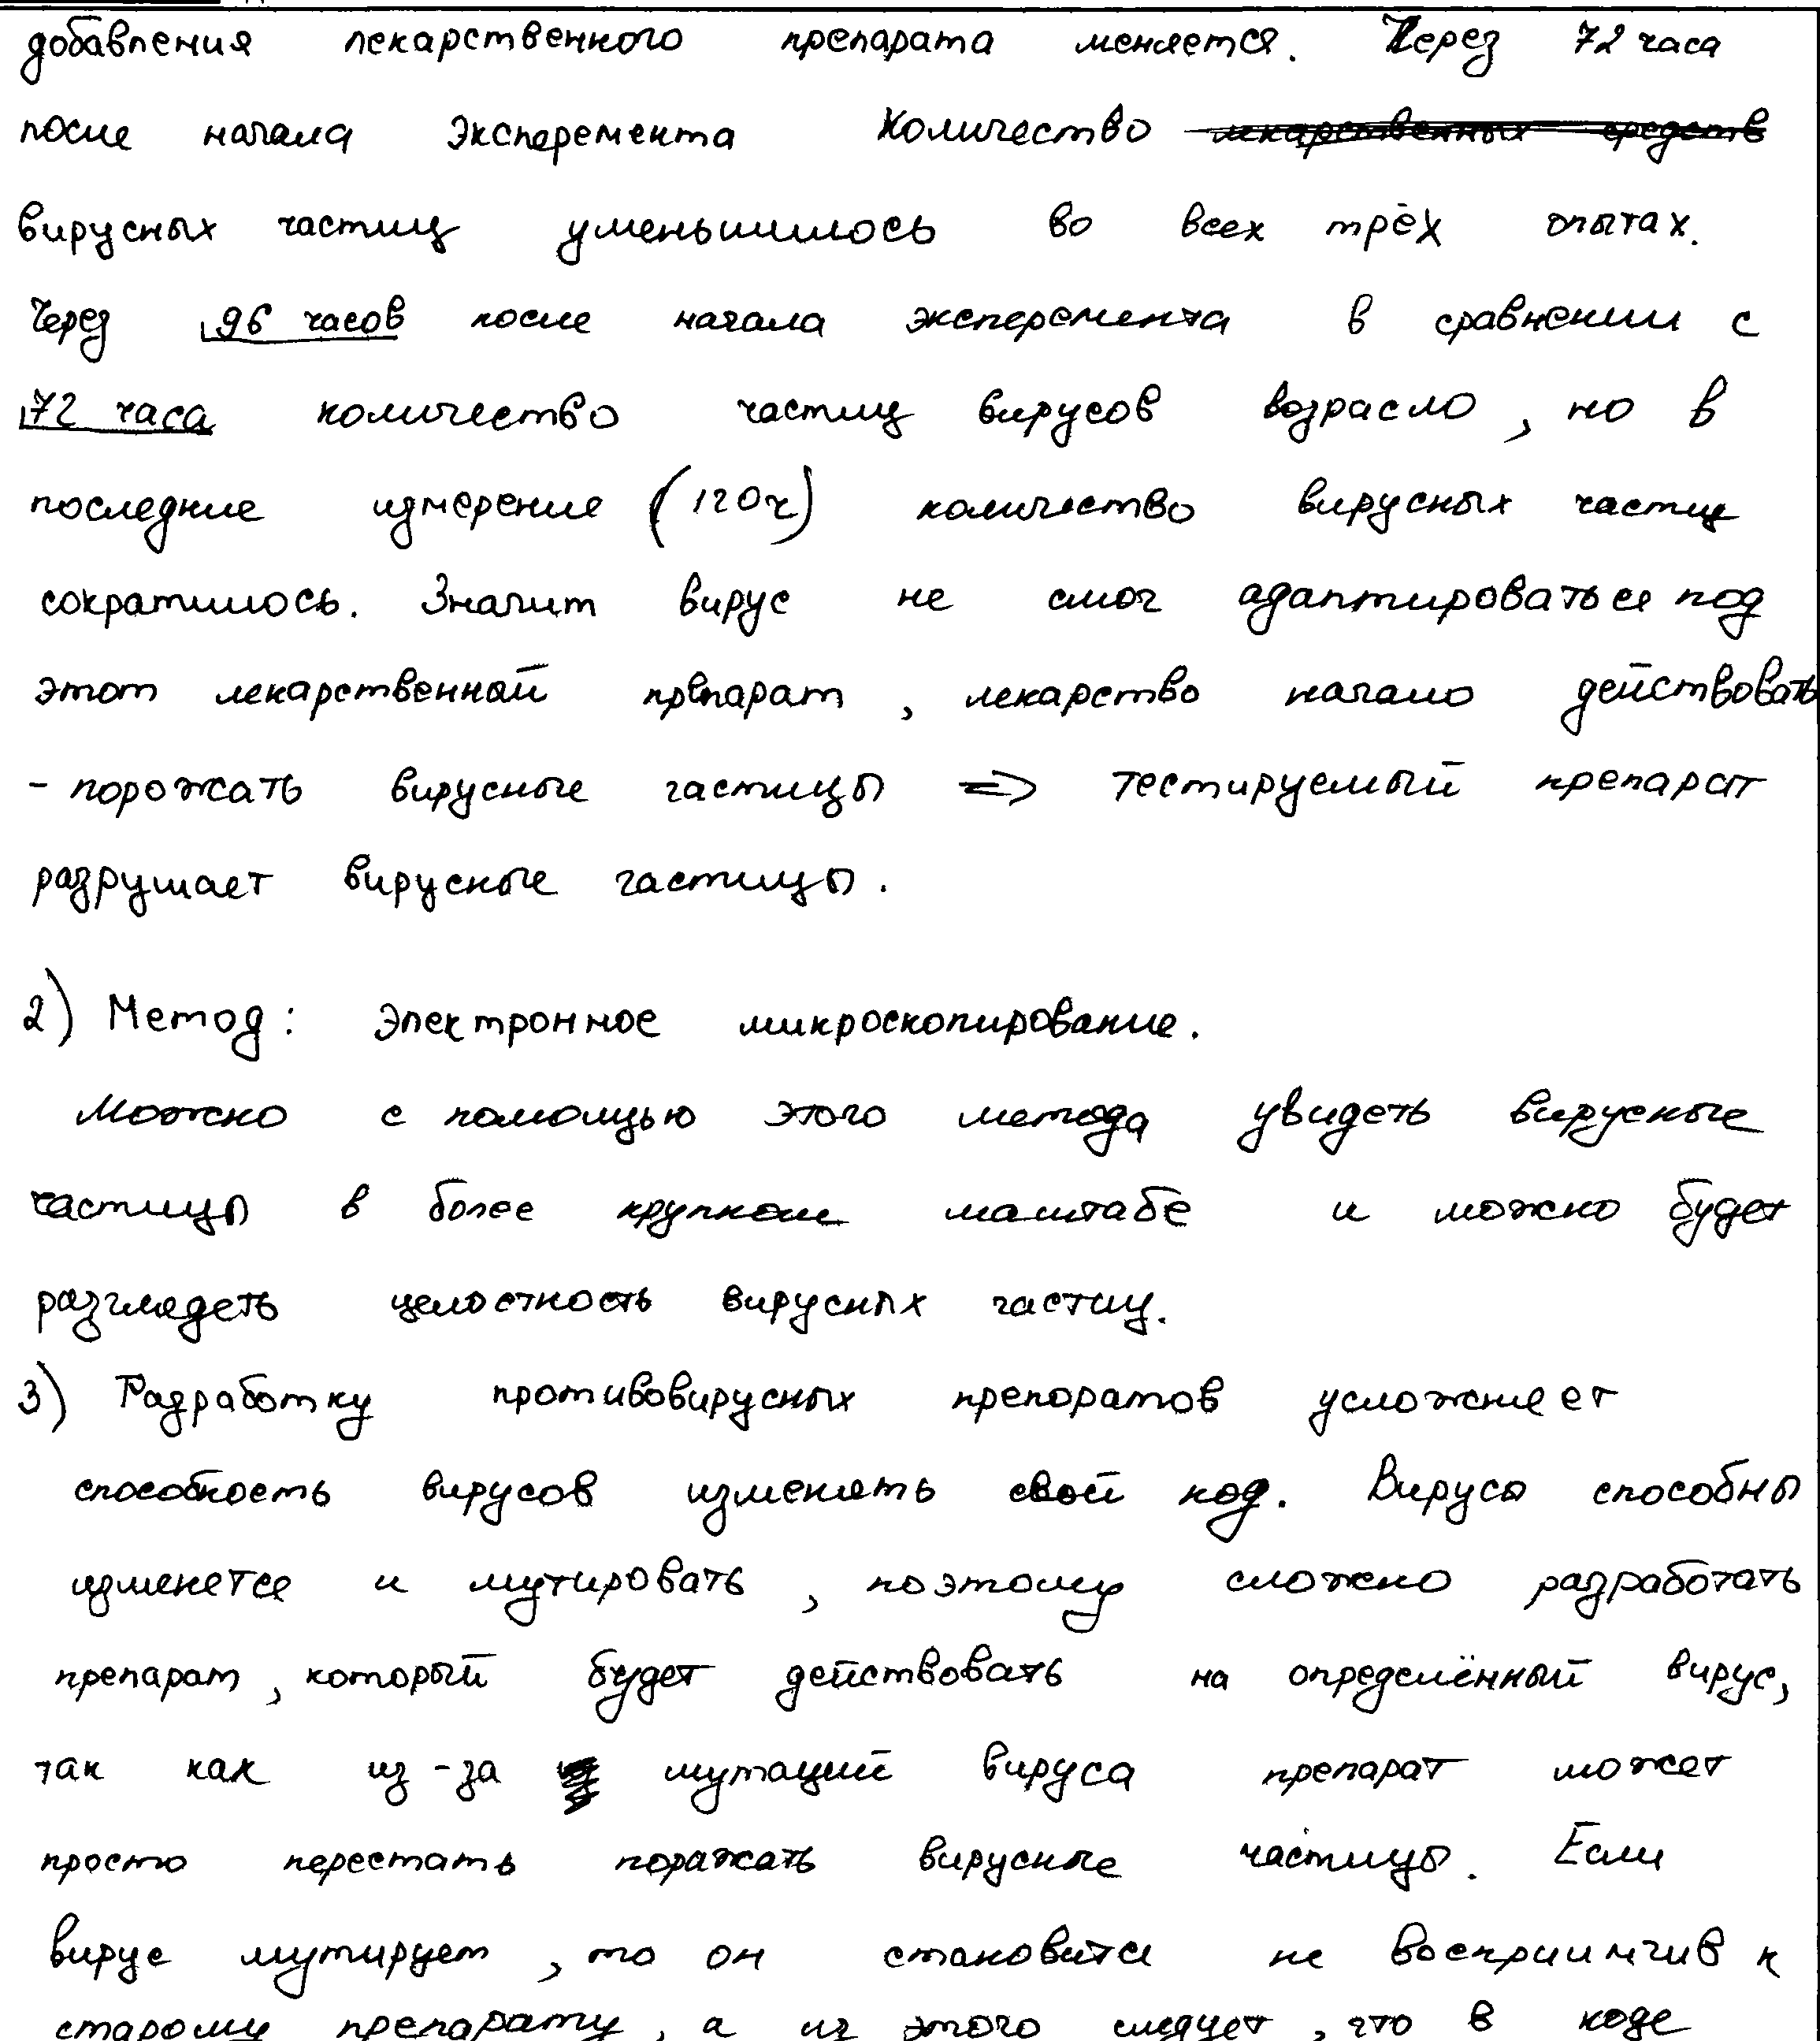 добавления лекарственного препарата меняется. Через 72 часа
после начала эксперемента количество ~~лекарственных средств~~
вирусных частиц уменьшилось во всех трёх опытах.
Через 96 часов после начала эксперемента в сравнении с
72 часа количество частиц вирусов возрасло, но в
последние измерение (120ч) количество вирусных частиц
сократилось. Значит вирус не смог адаптироваться под
этот лекарственный препарат, лекарство начало действовать
- порожать вирусные частицы => тестируемый препарат
разрушает вирусные частицы.
2) Метод: Электронное микроскопирование.
Можно с помощью этого метода увидеть вирусные
частицы в более крупном маштабе и можно будет
разглядеть целостность вирусных частиц.
3) Разработку противовирусных препоратов усложняет
способность вирусов изменять свой код. Вирусы способны
изменятся и мутировать, поэтому сложно разработать
препарат, который будет действовать на определённый вирус,
так как из-за мутаций вируса препарат может
просто перестать поражать вирусные частицы. Если
вирус мутирует, то он становится не восприимчив к
старому препарату, а из этого следует, что в коде